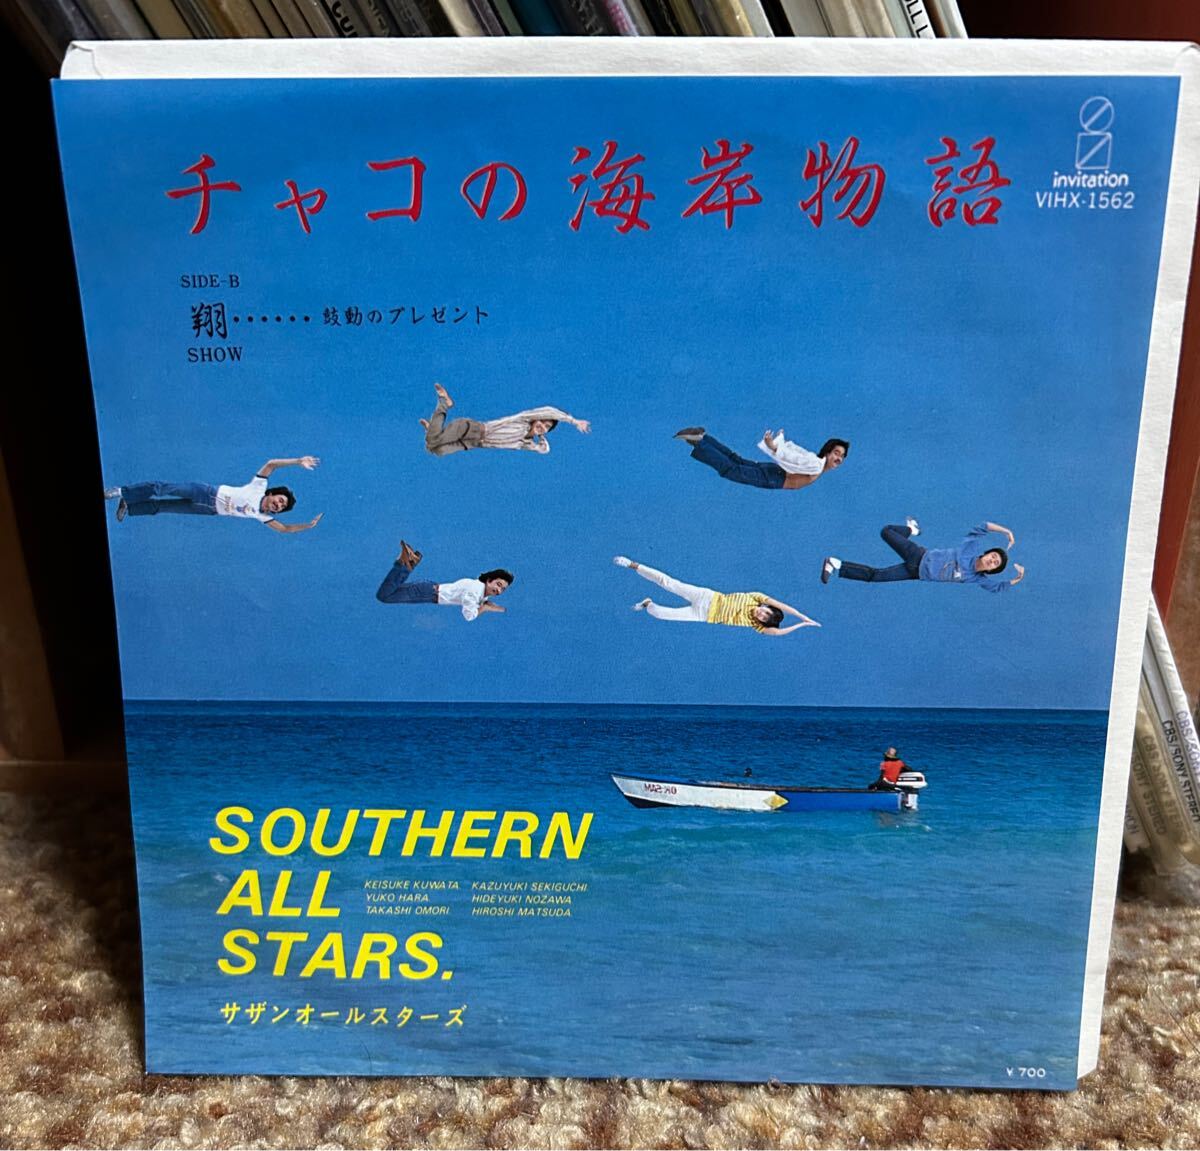 チャコの海岸物語
invitation
VIHX-1562
SIDE-B
翔‥‥‥鼓動のプレゼント
SHOW
SOUTHERN
ALL
STARS.
KEISUKE KUWATA KAZUYUKI SEKIGUCHI
YUKO HARA HIDEYUKI NOZAWA
TAKASHI OMORI HIROSHI MATSUDA
サザンオールスターズ
¥700
CBS/SONY